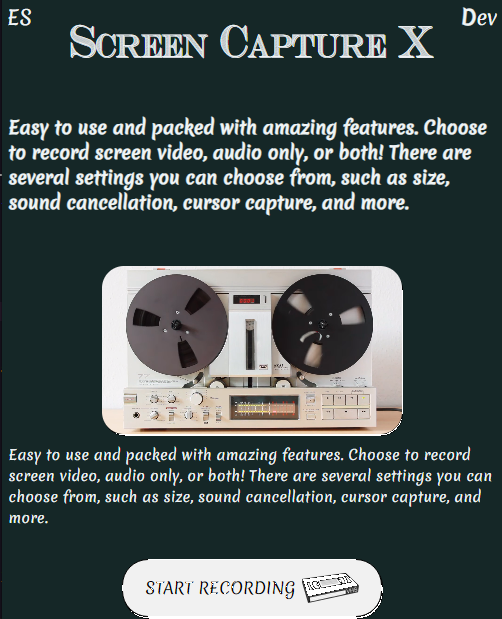 ES
Dev
SCREEN CAPTURE X
Easy to use and packed with amazing features. Choose
to record screen video, audio only, or both! There are
several settings you can choose from, such as size,
sound cancellation, cursor capture, and more.
Easy to use and packed with amazing features. Choose to record
screen video, audio only, or both! There are several settings you can
choose from, such as size, sound cancellation, cursor capture, and
more.
START RECORDING